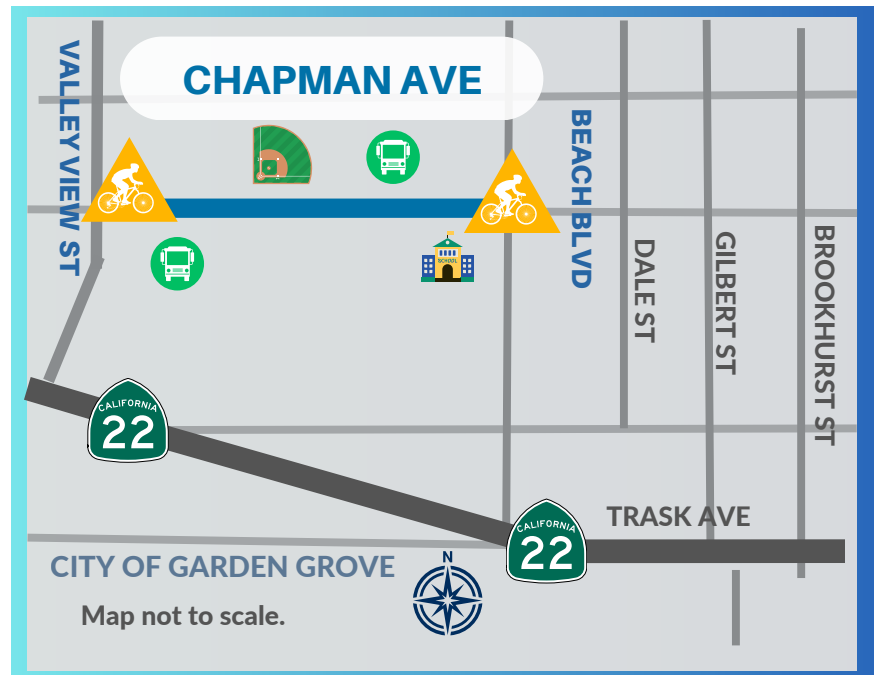 CHAPMAN AVE
VALLEY VIEW ST
BEACH BLVD
SCHOOL
DALE ST
GILBERT ST
BROOKHURST ST
CALIFORNIA
22
CALIFORNIA
22
TRASK AVE
CITY OF GARDEN GROVE
N
Map not to scale.